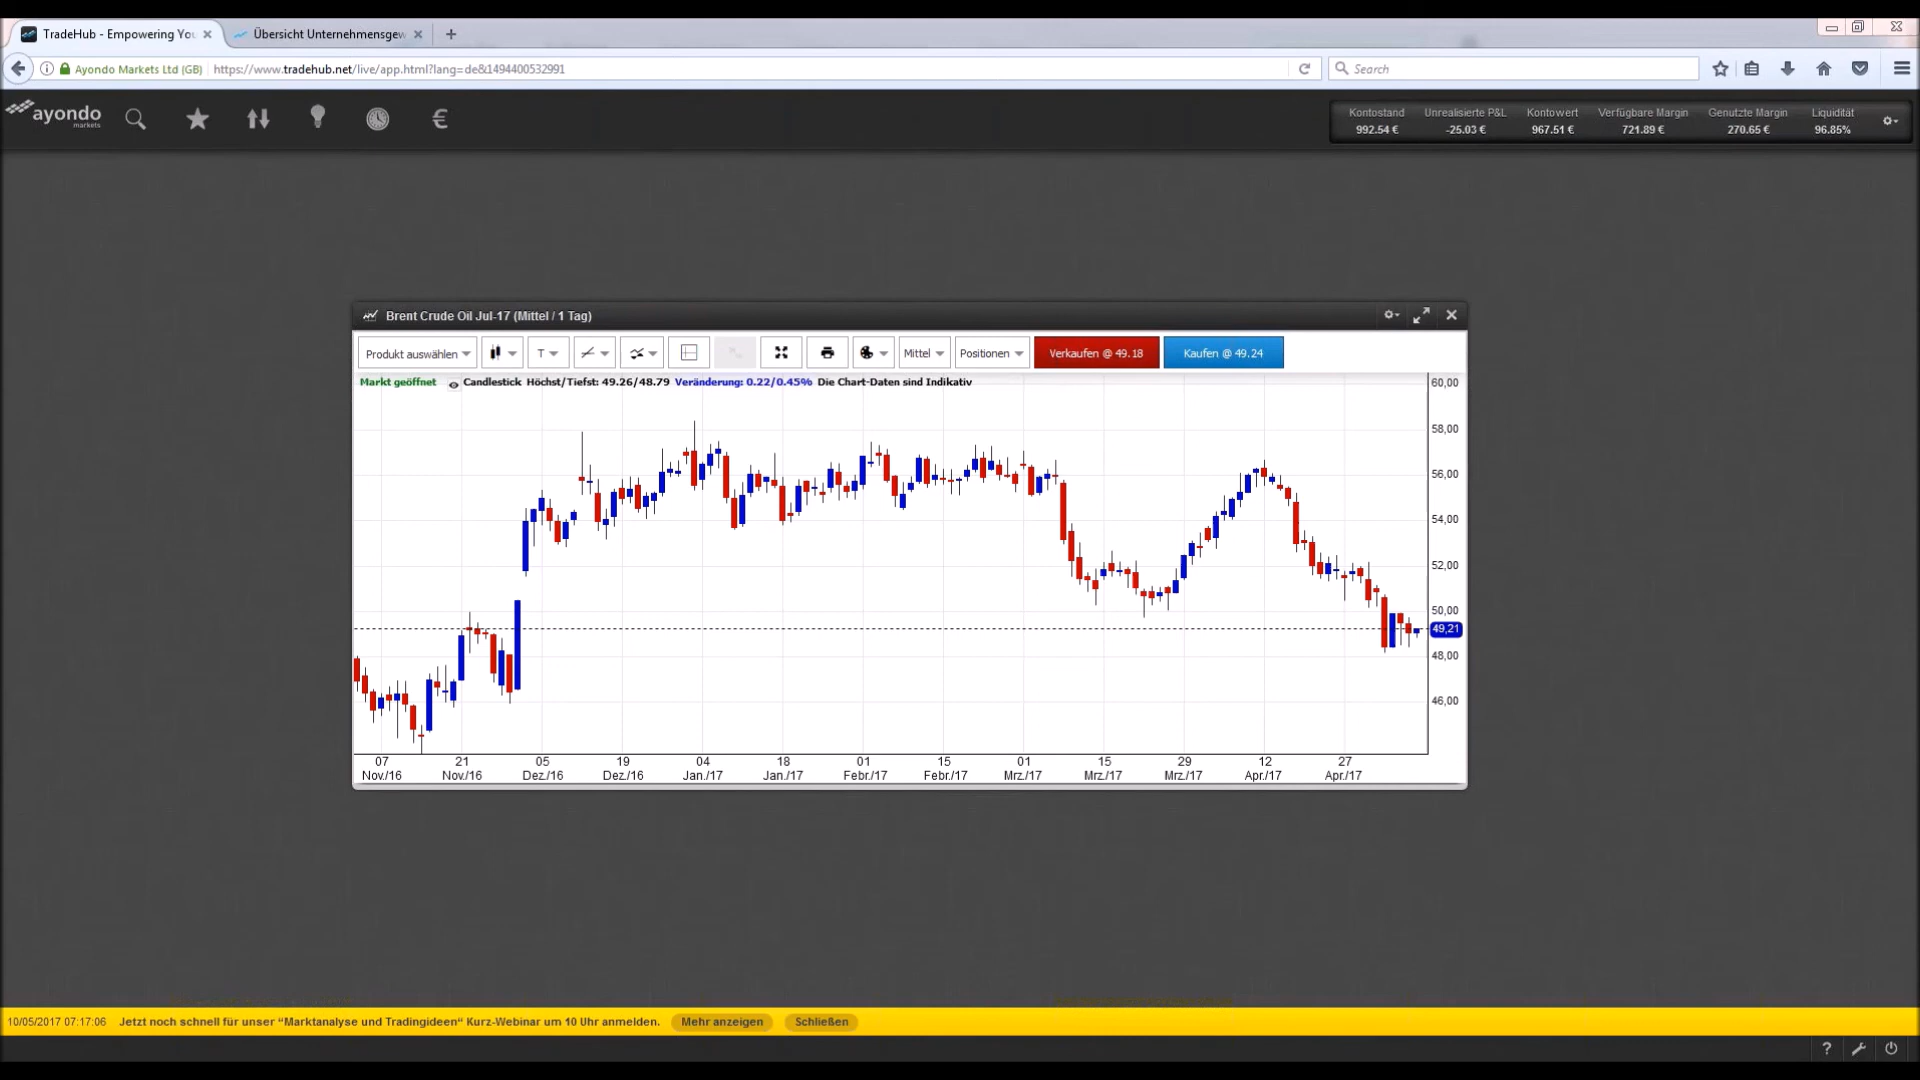 TradeHub - Empowering Yo
Übersicht Unternehmensgew
Ayondo Markets Ltd (GB)
https://www.tradehub.net/live/app.html?lang=de&1494400532991
Search
ayondo
markets
Kontostand Unrealisierte P&L Kontowert Verfügbare Margin Genutzte Margin Liquidität
992.54 € -25.03 € 967.51 € 721.89 € 270.65 € 96.85%
Brent Crude Oil Jul-17 (Mittel / 1 Tag)
Produkt auswählen T Mittel Positionen Verkaufen @ 49.18 Kaufen @ 49.24
Markt geöffnet Candlestick Höchst/Tiefst: 49.26/48.79 Veränderung: 0.22/0.45% Die Chart-Daten sind Indikativ
60,00
58,00
56,00
54,00
52,00
50,00
49,21
48,00
46,00
07 21 05 19 04 18 01 15 01 15 29 12 27
Nov./16 Nov./16 Dez./16 Dez./16 Jan./17 Jan./17 Febr./17 Febr./17 Mrz./17 Mrz./17 Mrz./17 Apr./17 Apr./17
10/05/2017 07:17:06 Jetzt noch schnell für unser “Marktanalyse und Tradingideen” Kurz-Webinar um 10 Uhr anmelden. Mehr anzeigen Schließen
?